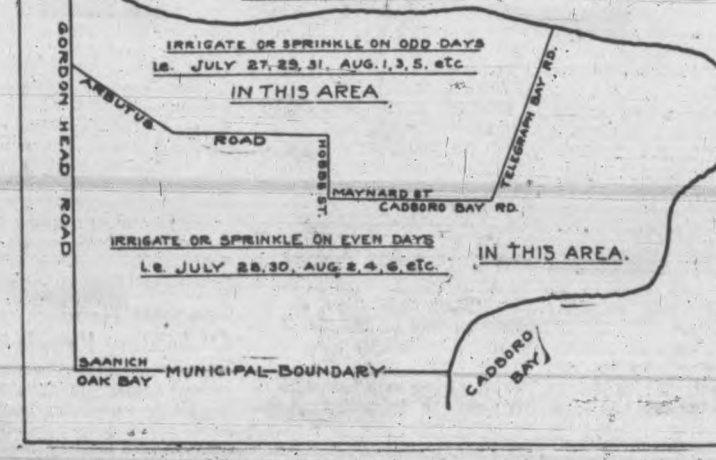 IRRIGATE OR SPRINKLE ON ODD DAYS
i.e. JULY 27, 29, 31. AUG. 1, 3, 5, etc
IN THIS AREA
GORDON HEAD ROAD
ARBUTUS
ROAD
HOBBS ST.
MAYNARD ST
CADBORO BAY RD.
TELEGRAPH BAY RD.
IRRIGATE OR SPRINKLE ON EVEN DAYS
i.e. JULY 28, 30, AUG. 2, 4, 6, etc.
IN THIS AREA.
SAANICH
OAK BAY
MUNICIPAL BOUNDARY
CADBORO
BAY